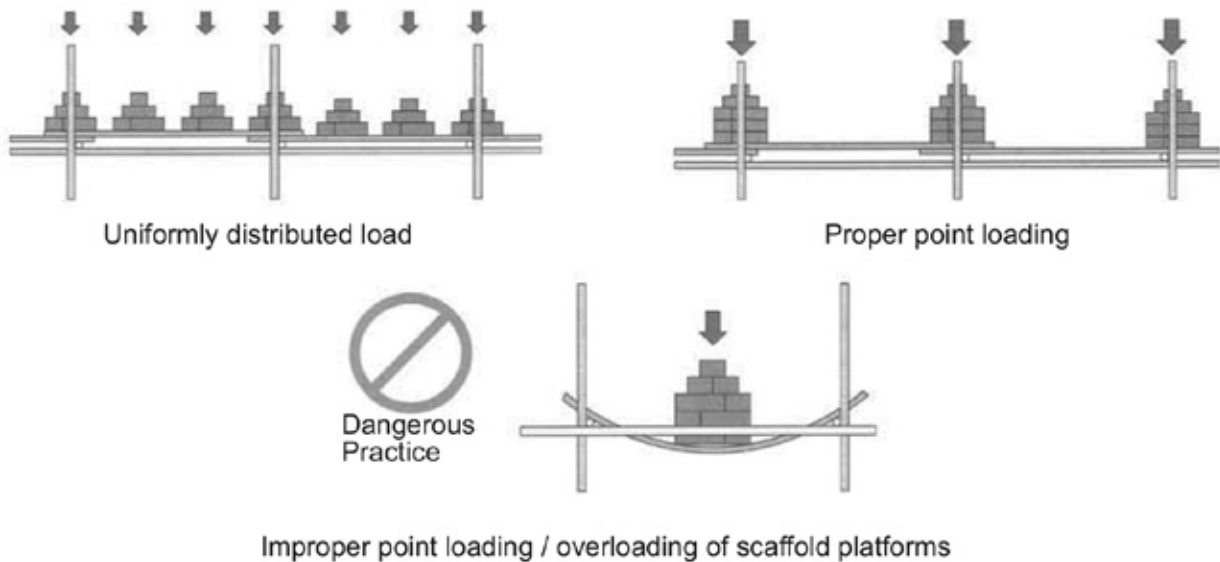 Uniformly distributed load
Proper point loading
Dangerous
Practice
Improper point loading / overloading of scaffold platforms